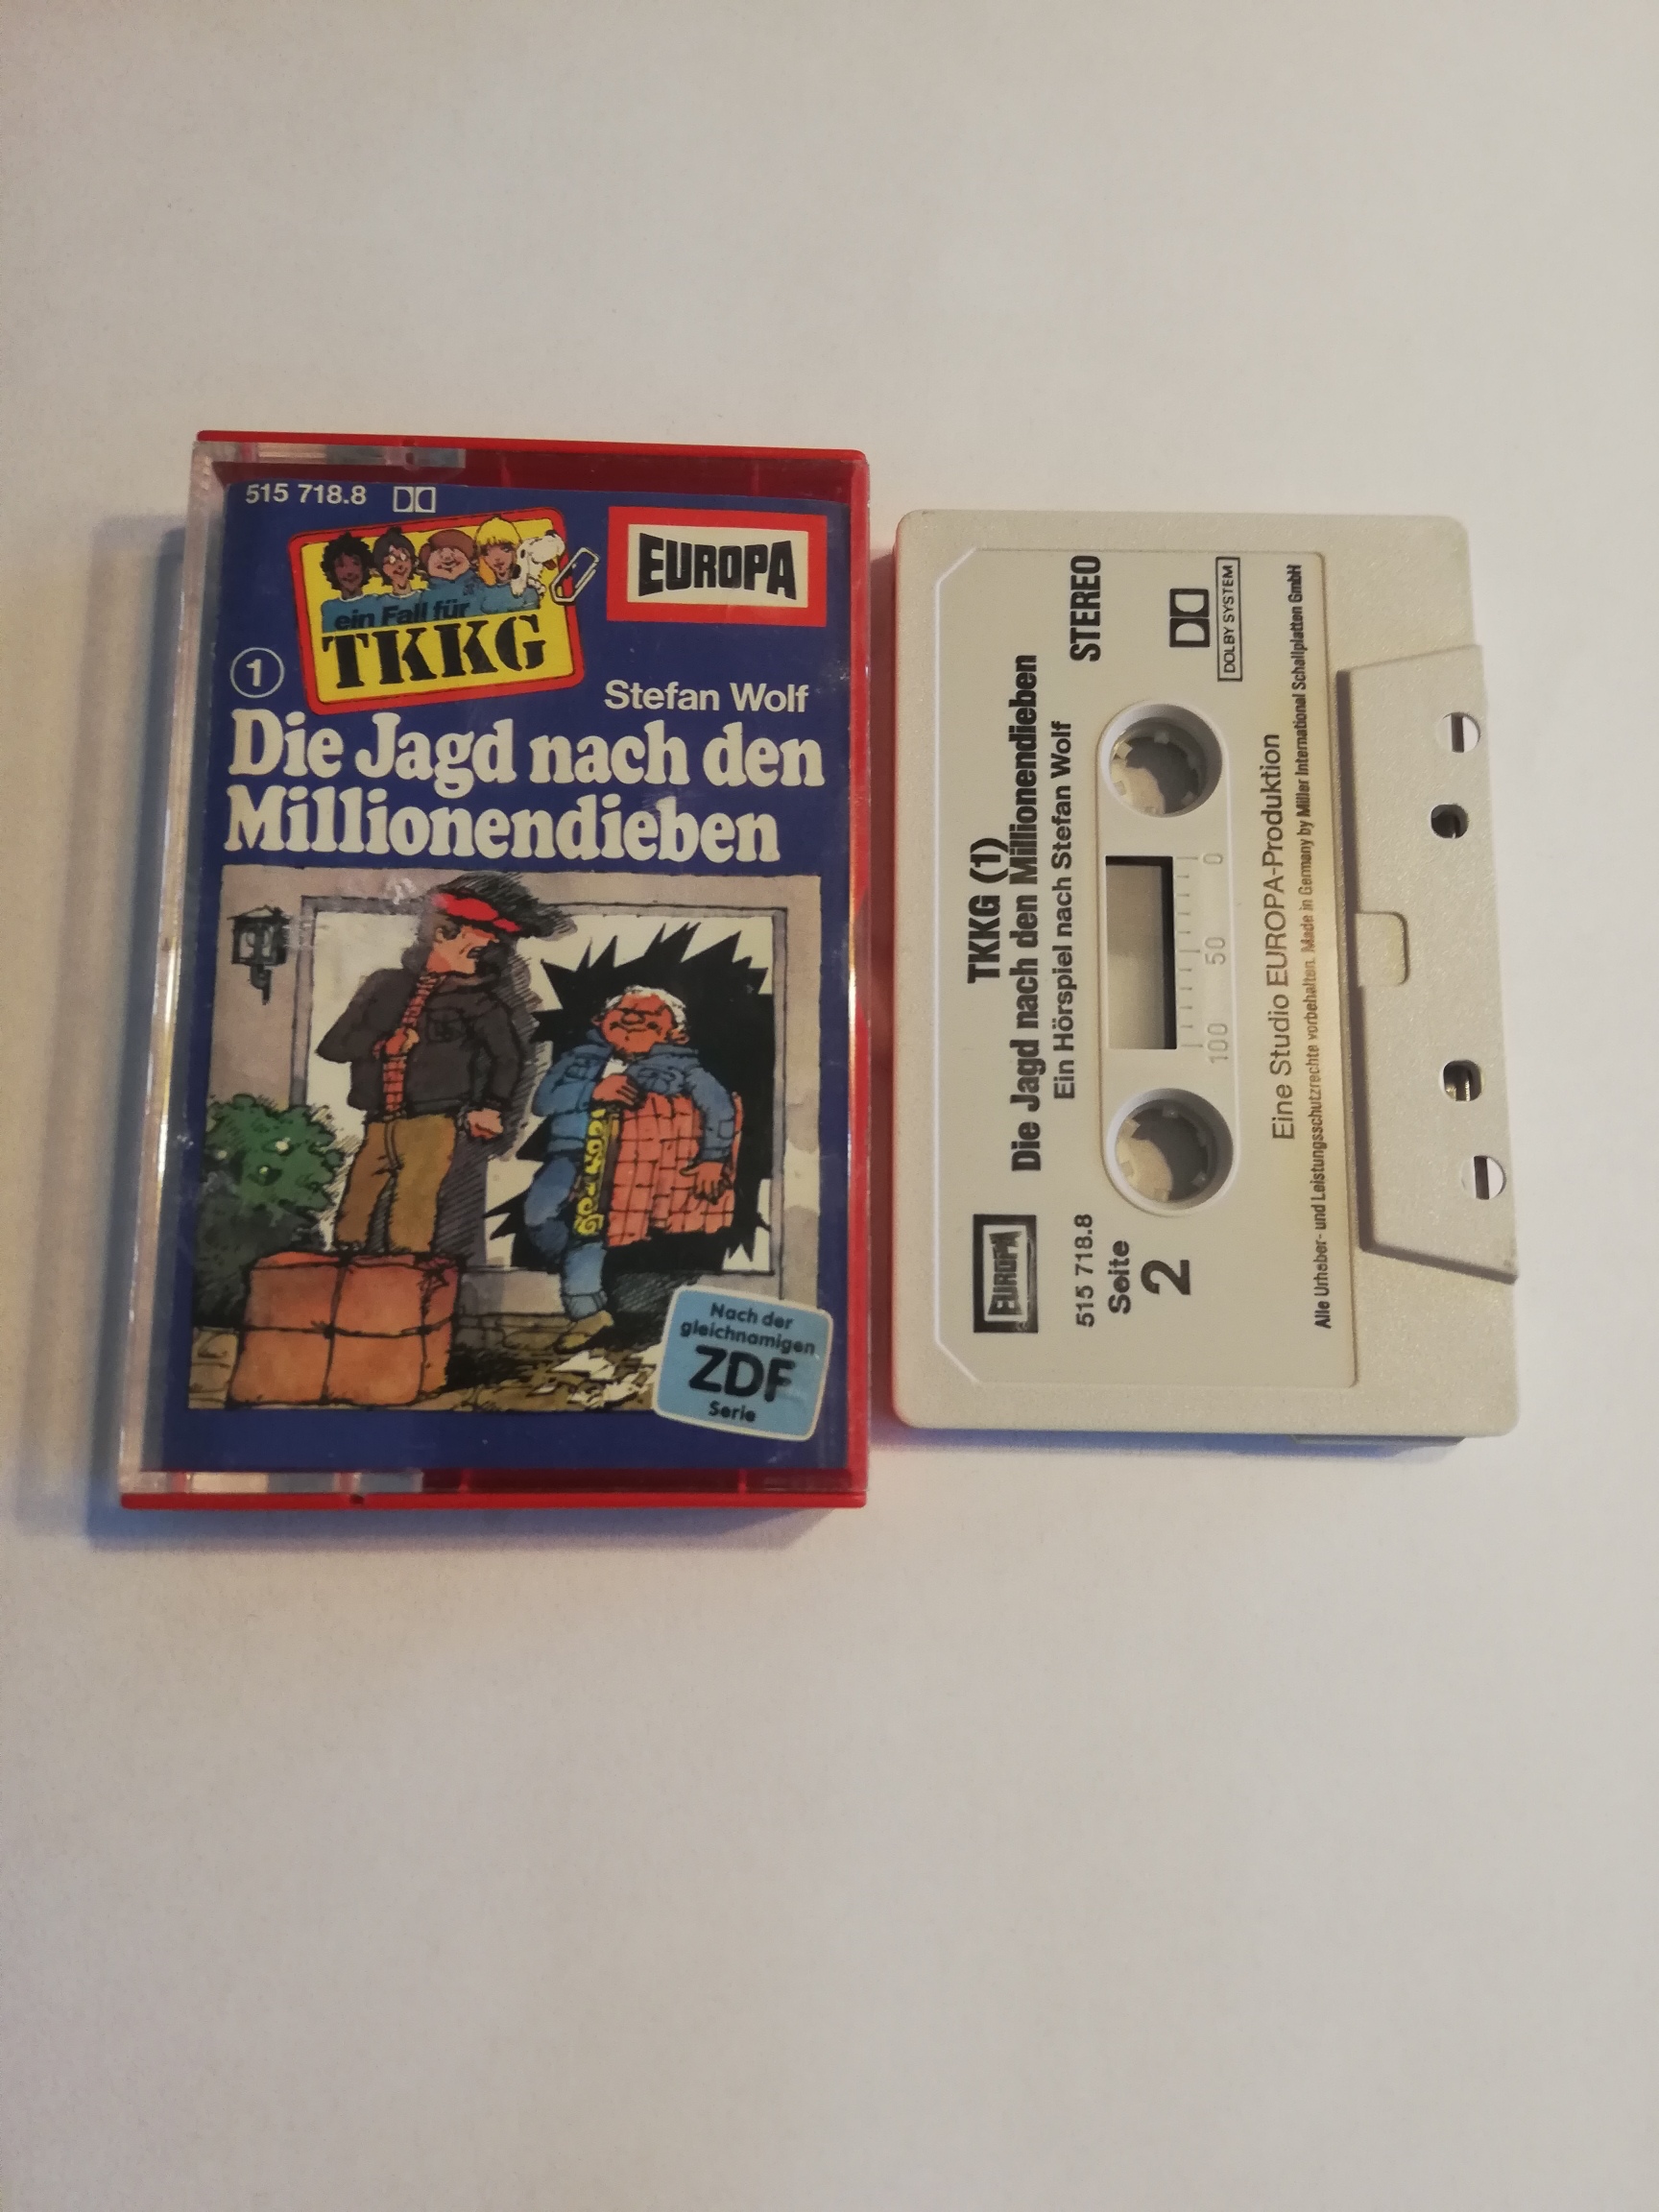 515 718.8
EUROPA
ein Fall für
TKKG
1
Stefan Wolf
Die Jagd nach den
Millionendieben
Nach der
gleichnamigen
ZDF
Serie
TKKG (1)
Die Jagd nach den Millionendieben
Ein Hörspiel nach Stefan Wolf
EUROPA
515 718.8
Seite
2
STEREO
DOLBY SYSTEM
100 50 0
Eine Studio EUROPA-Produktion
Alle Urheber- und Leistungsschutzrechte vorbehalten. Made in Germany by Miller International Schallplatten GmbH